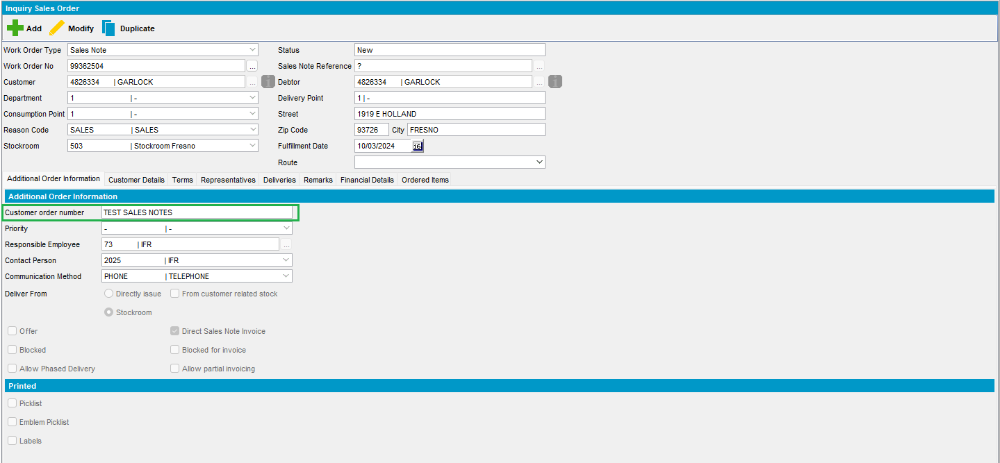 Inquiry Sales Order
Add Modify Duplicate
Work Order Type Sales Note Status New
Work Order No 99362504 ... Sales Note Reference ? ...
Customer 4826334 | GARLOCK ... i Debtor 4826334 | GARLOCK ... i
Department 1 | - Delivery Point 1 | -
Consumption Point 1 | - Street 1919 E HOLLAND
Reason Code SALES | SALES Zip Code 93726 City FRESNO
Stockroom 503 | Stockroom Fresno Fulfillment Date 10/03/2024 16
Route
Additional Order Information Customer Details Terms Representatives Deliveries Remarks Financial Details Ordered Items
Additional Order Information
Customer order number TEST SALES NOTES
Priority - | -
Responsible Employee 73 | IFR ...
Contact Person 2025 | IFR
Communication Method PHONE | TELEPHONE
Deliver From Directly issue From customer related stock
Stockroom
Offer Direct Sales Note Invoice
Blocked Blocked for invoice
Allow Phased Delivery Allow partial invoicing
Printed
Picklist
Emblem Picklist
Labels